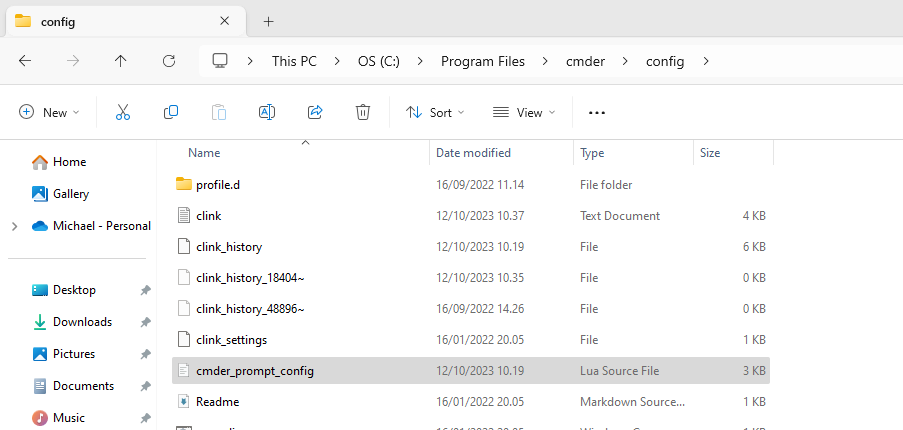 config
This PC > OS (C:) > Program Files > cmder > config >
New Sort View
Name Date modified Type Size
Home
Gallery
Michael - Personal
Desktop
Downloads
Pictures
Documents
Music
profile.d 16/09/2022 11.14 File folder
clink 12/10/2023 10.37 Text Document 4 KB
clink_history 12/10/2023 10.19 File 6 KB
clink_history_18404~ 12/10/2023 10.35 File 0 KB
clink_history_48896~ 16/09/2022 14.26 File 0 KB
clink_settings 16/01/2022 20.05 File 1 KB
cmder_prompt_config 12/10/2023 10.19 Lua Source File 3 KB
Readme 16/01/2022 20.05 Markdown Source... 1 KB